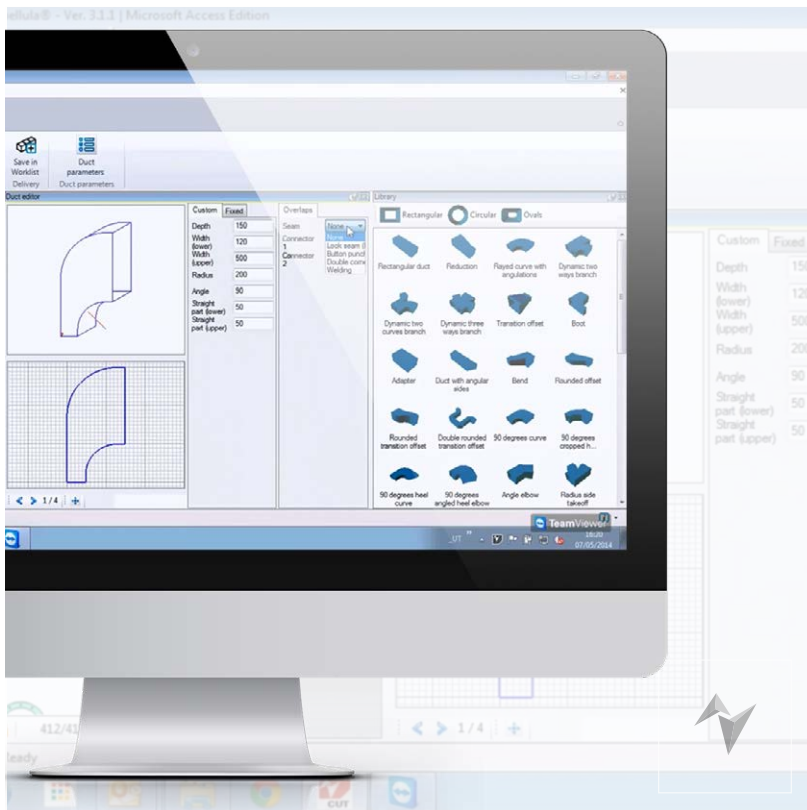 ellula® - Ver. 3.1.1 | Microsoft Access Edition
Save in
Worklist
Delivery
Duct
parameters
Duct parameters
Duct editor
Custom
Fixed
Depth 150
Width
(lower) 120
Width
(upper) 500
Radius 200
Angle 90
Straight
part (lower) 50
Straight
part (upper) 50
1/4
Overlaps
Seam None
Connector
1
Connector
2
None
Lock seam (l
Button punch
Double corne
Welding
Library
Rectangular
Circular
Ovals
Rectangular duct
Reduction
Rayed curve with
angulations
Dynamic two
ways branch
Dynamic two
curves branch
Dynamic three
ways branch
Transition offset
Boot
Adapter
Duct with angular
sides
Bend
Rounded offset
Rounded
transition offset
Double rounded
transition offset
90 degrees curve
90 degrees
cropped h...
90 degrees heel
curve
90 degrees
angled heel elbow
Angle elbow
Radius side
takeoff
TeamViewer
_UT
16:20
07/05/2014
Custom
Fixed
Depth 150
Width
(lower) 120
Width
(upper) 500
Radius 200
Angle 90
Straight
part (lower) 50
Straight
part (upper) 50
412/41
1/4
Ready
CUT